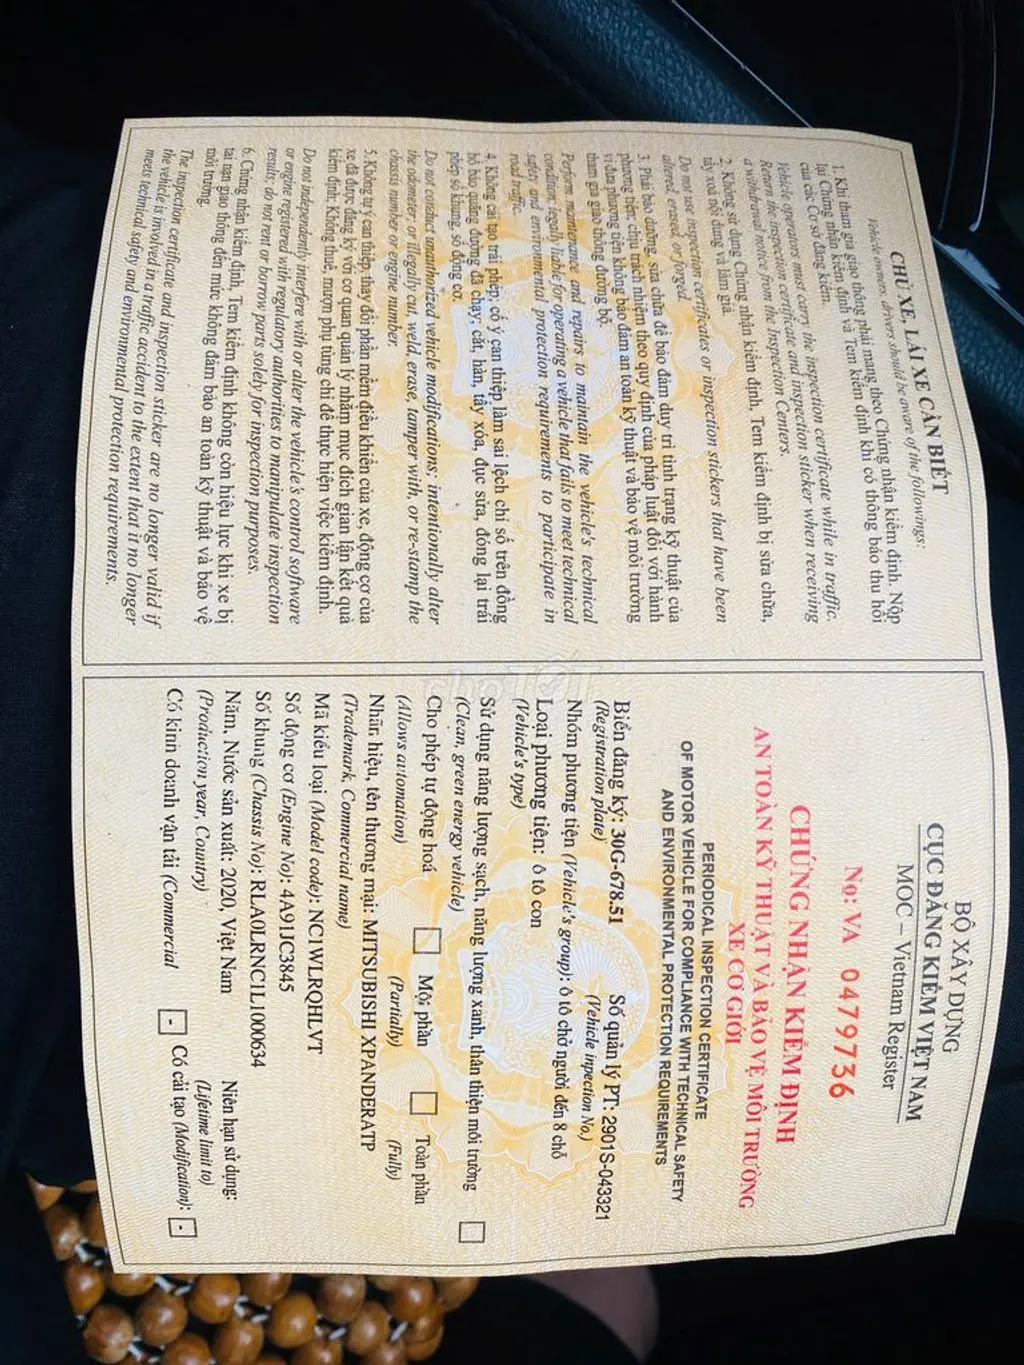 CHỦ XE, LÁI XE CẦN BIẾT
Vehicle owners, drivers should be aware of the followings:
1. Khi tham gia giao thông phải mang theo Chứng nhận kiểm định. Nộp
lại Chứng nhận kiểm định và Tem kiểm định khi có thông báo thu hồi
của các Cơ sở đăng kiểm.
Vehicle operators must carry the inspection certificate while in traffic.
Return the inspection certificate and inspection sticker when receiving
a withdrawal notice from the Inspection Centers.
2. Không sử dụng Chứng nhận kiểm định, Tem kiểm định bị sửa chữa,
tẩy xoá nội dung và làm giả.
Do not use inspection certificates or inspection stickers that have been
altered, erased, or forged.
3. Phải bảo dưỡng, sửa chữa để bảo đảm duy trì tình trạng kỹ thuật của
phương tiện; chịu trách nhiệm theo quy định của pháp luật đối với hành
vi đưa phương tiện không bảo đảm an toàn kỹ thuật và bảo vệ môi trường
tham gia giao thông đường bộ.
Perform maintenance and repairs to maintain the vehicle's technical
condition; legally liable for operating a vehicle that fails to meet technical
safety and environmental protection requirements to participate in
road traffic.
4. Không cải tạo trái phép; cố ý can thiệp làm sai lệch chỉ số trên đồng
hồ báo quãng đường đã chạy; cắt, hàn, tẩy xóa, đục sửa, đóng lại trái
phép số khung, số động cơ.
Do not conduct unauthorized vehicle modifications; intentionally alter
the odometer; or illegally cut, weld, erase, tamper with, or re-stamp the
chassis number or engine number.
5. Không tự ý can thiệp, thay đổi phần mềm điều khiển của xe, động cơ của
xe đã được đăng ký với cơ quan quản lý nhằm mục đích gian lận kết quả
kiểm định; Không thuê, mượn phụ tùng chỉ để thực hiện việc kiểm định.
Do not independently interfere with or alter the vehicle's control software
or engine registered with regulatory authorities to manipulate inspection
results; do not rent or borrow parts solely for inspection purposes.
6. Chứng nhận kiểm định, Tem kiểm định không còn hiệu lực khi xe bị
tai nạn giao thông đến mức không đảm bảo an toàn kỹ thuật và bảo vệ
môi trường.
The inspection certificate and inspection sticker are no longer valid if
the vehicle is involved in a traffic accident to the extent that it no longer
meets technical safety and environmental protection requirements.
BỘ XÂY DỰNG
CỤC ĐĂNG KIỂM VIỆT NAM
MOC – Vietnam Register
No: VA 0479736
CHỨNG NHẬN KIỂM ĐỊNH
AN TOÀN KỸ THUẬT VÀ BẢO VỆ MÔI TRƯỜNG
XE CƠ GIỚI
PERIODICAL INSPECTION CERTIFICATE
OF MOTOR VEHICLE FOR COMPLIANCE WITH TECHNICAL SAFETY
AND ENVIRONMENTAL PROTECTION REQUIREMENTS
Biển đăng ký: 30G-678.51 Số quản lý PT: 2901S-043321
(Registration plate) (Vehicle inpection No.)
Nhóm phương tiện (Vehicle's group): ô tô chở người đến 8 chỗ
Loại phương tiện: ô tô con
(Vehicle's type)
Sử dụng năng lượng sạch, năng lượng xanh, thân thiện môi trường
(Clean, green energy vehicle)
Cho phép tự động hoá Một phần Toàn phần
(Allows automation) (Partially) (Fully)
Nhãn hiệu, tên thương mại: MITSUBISHI XPANDERATP
(Trademark, Commercial name)
Mã kiểu loại (Model code): NC1WLRQHLVT
Số động cơ (Engine No): 4A91JC3845
Số khung (Chassis No): RLA0LRNC1L1000634
Năm, Nước sản xuất: 2020, Việt Nam Niên hạn sử dụng:
(Production year, Country) (Lifetime limit to)
Có kinh doanh vận tải (Commercial - Có cải tạo (Modification): -
choTỐT